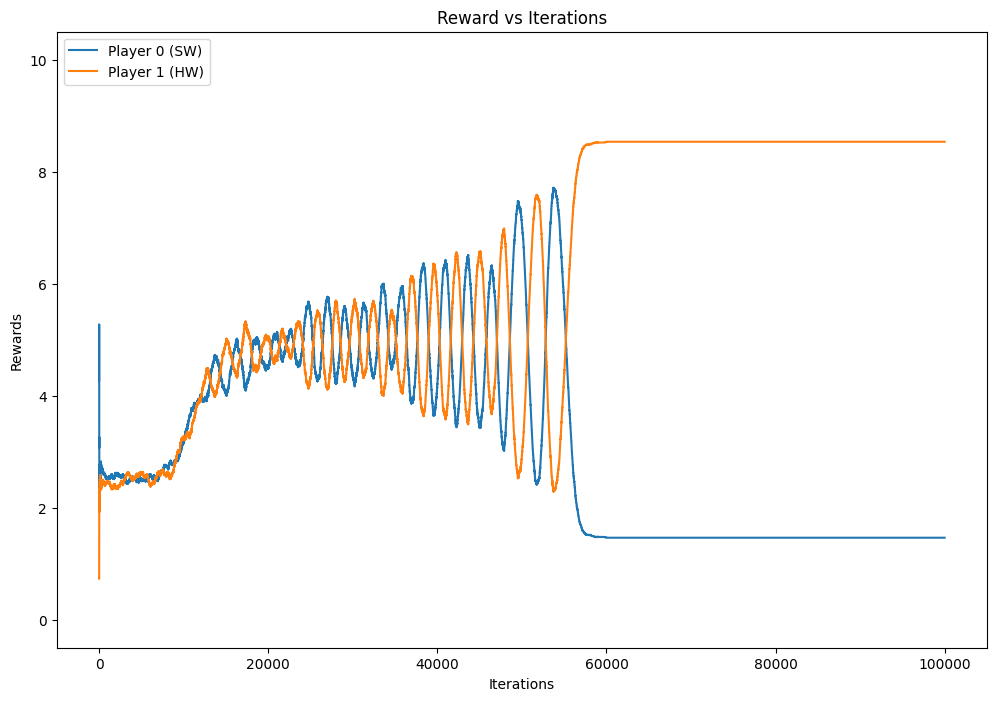 Reward vs Iterations
Player 0 (SW)
Player 1 (HW)
Rewards
10
8
6
4
2
0
0 20000 40000 60000 80000 100000
Iterations